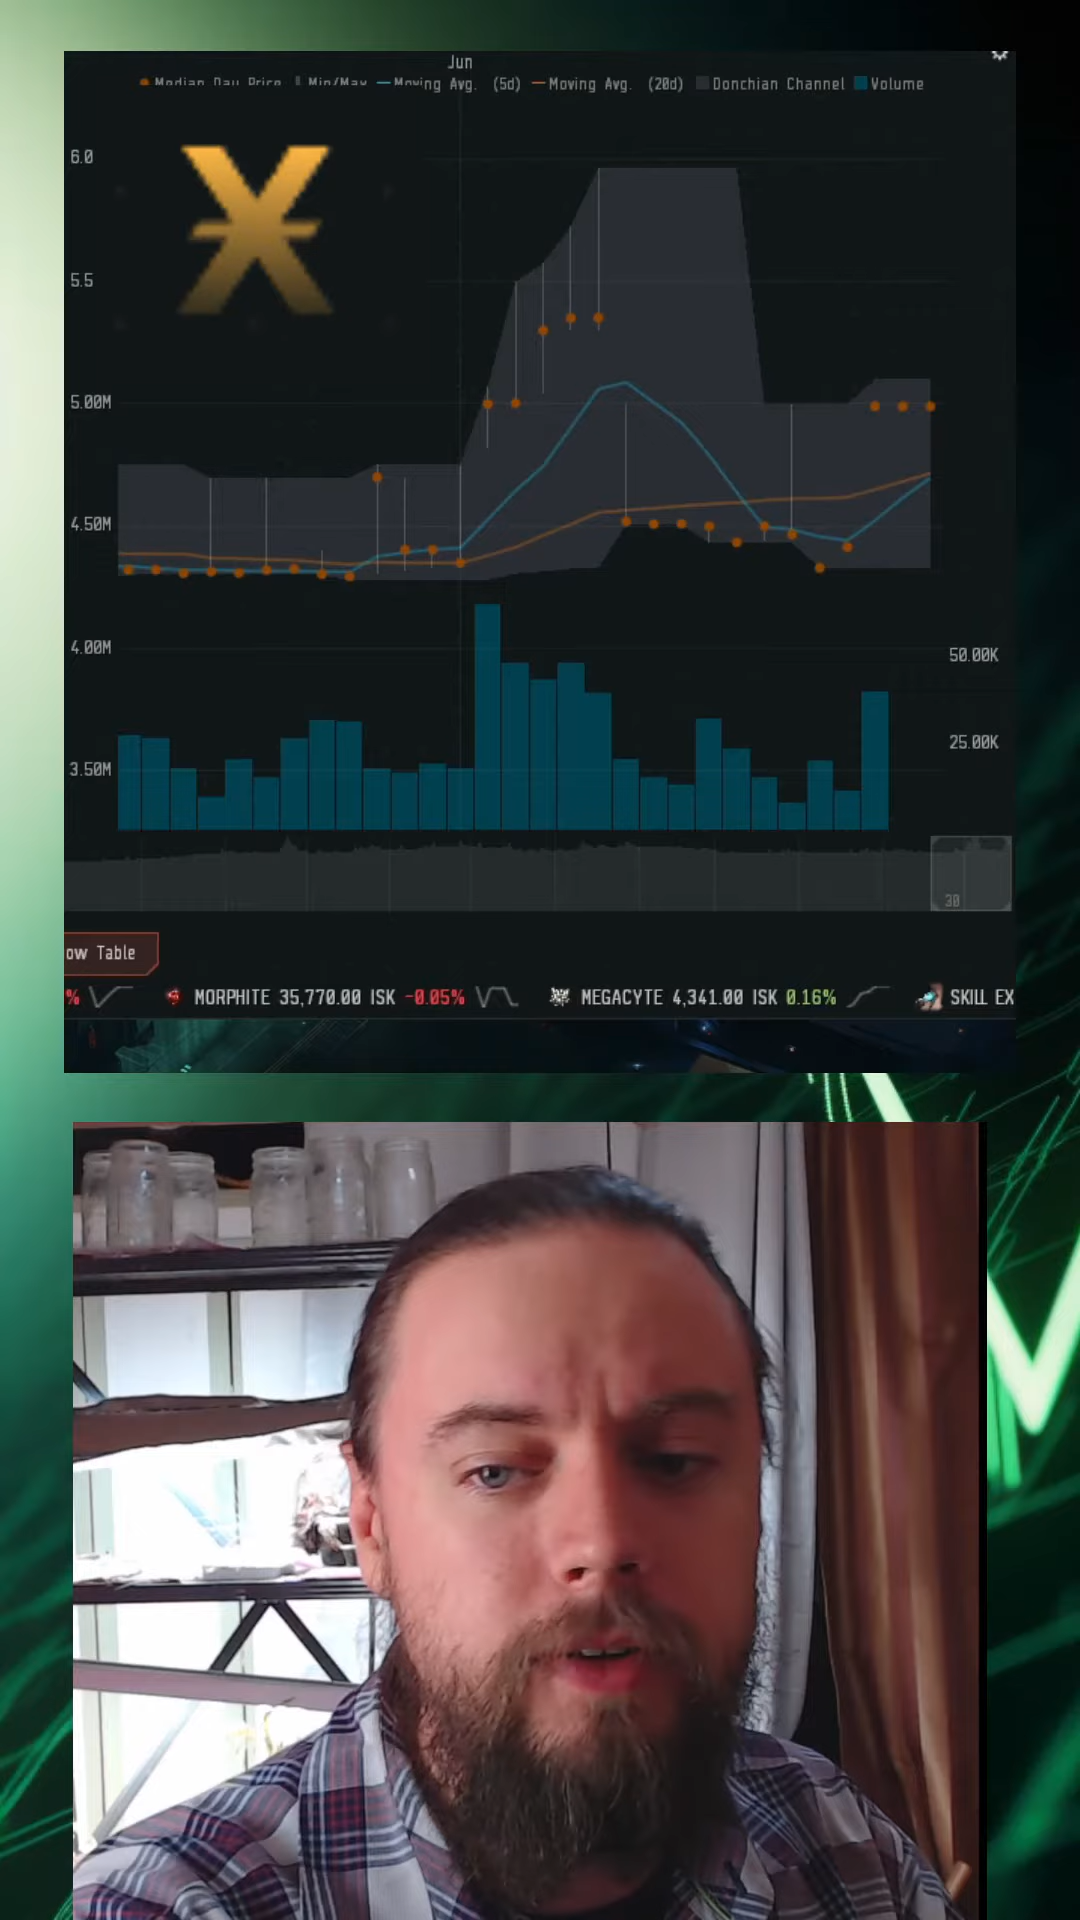 Jun
Median Day Price Min/Max Moving Avg. (5d) Moving Avg. (20d) Donchian Channel Volume
6.0
5.5
5.00M
4.50M
4.00M
50.00K
25.00K
3.50M
30
ow Table
% MORPHITE 35,770.00 ISK -0.05% MEGACYTE 4,341.00 ISK 0.16% SKILL EX